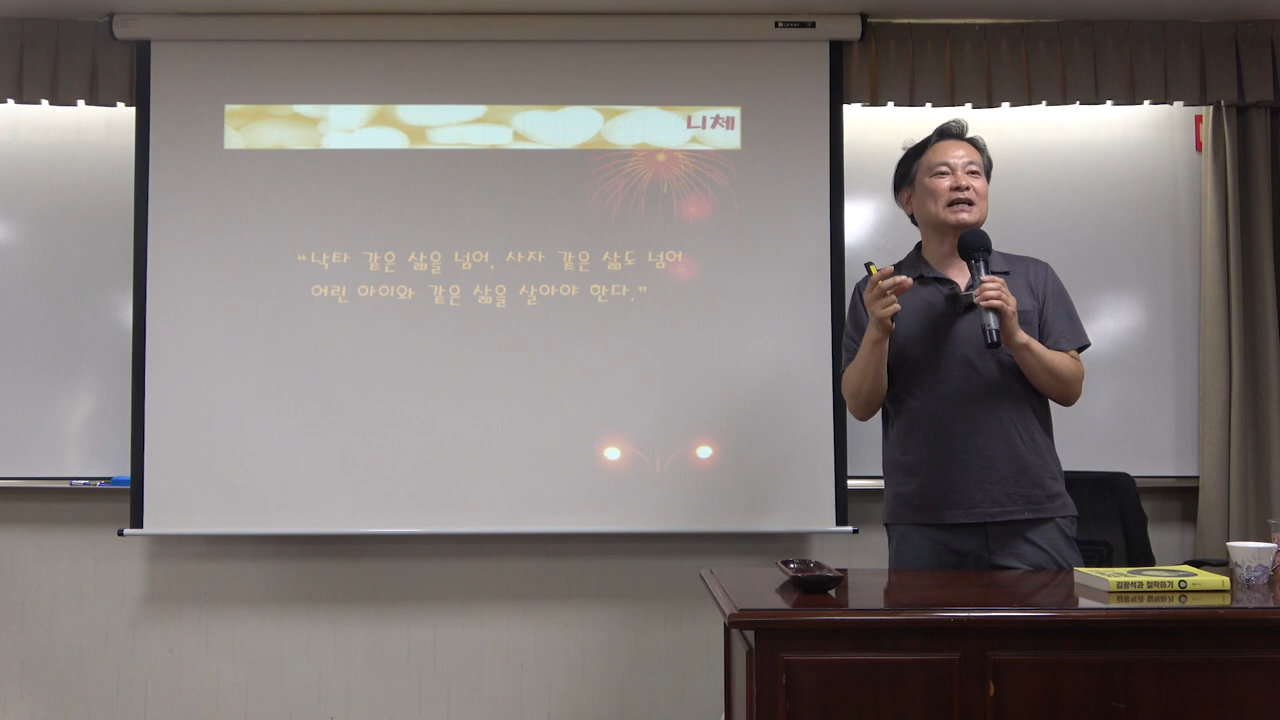 니체
“낙타 같은 삶을 넘어, 사자 같은 삶도 넘어
어린 아이와 같은 삶을 살아야 한다.”
김광석과 철학하기